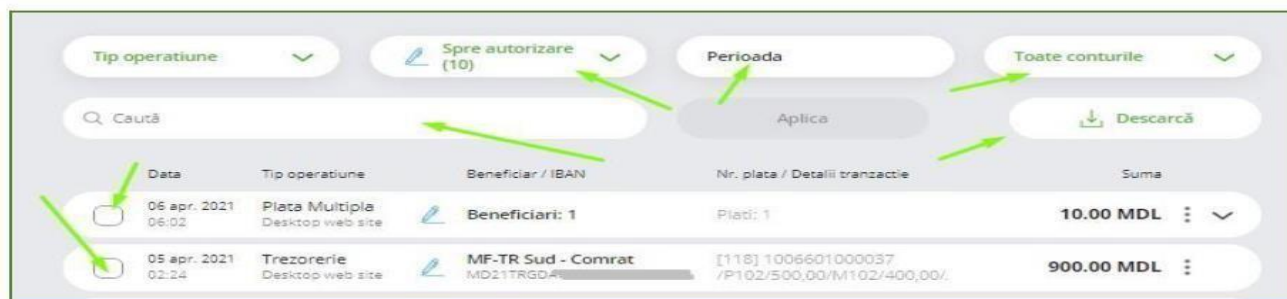 Tip operatiune
Spre autorizare
(10)
Perioada
Toate conturile
Caută
Aplica
Descarcă
Data Tip operatiune Beneficiar / IBAN Nr. plata / Detalii tranzactie Suma
06 apr. 2021 Plata Multipla Beneficiari: 1 Plati: 1 10.00 MDL
06:02 Desktop web site
05 apr. 2021 Trezorerie MF-TR Sud - Comrat [118] 1006601000037 900.00 MDL
02:24 Desktop web site MD21TRGDA /P102/500,00/M102/400,00/.